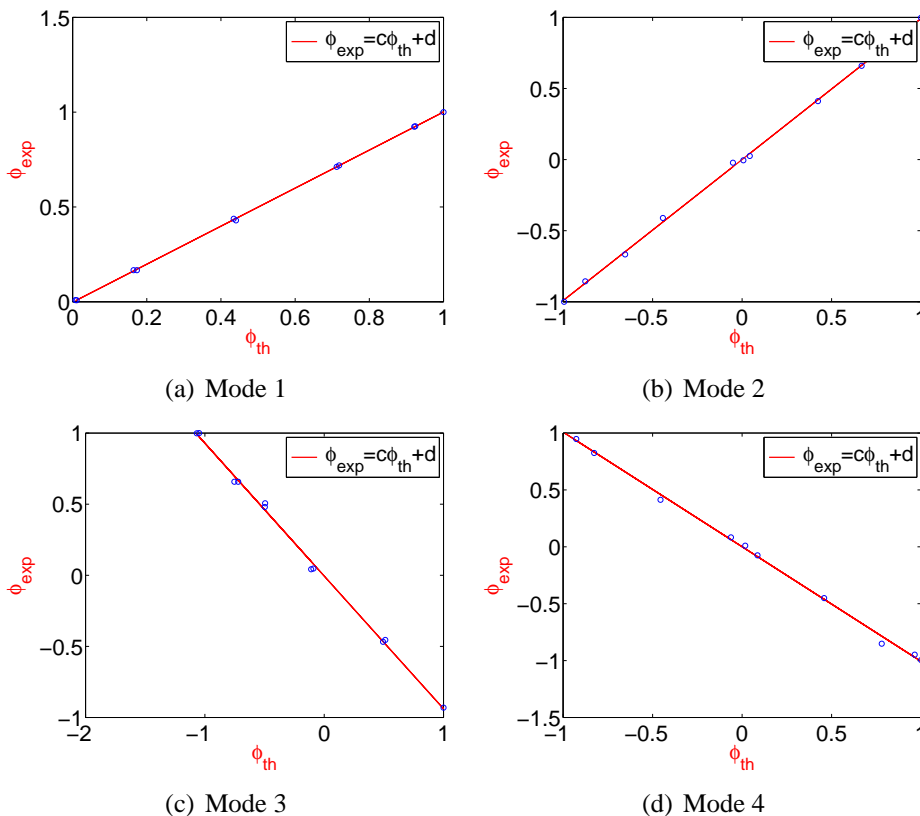 1.5
1
0.5
0
0 0.2 0.4 0.6 0.8 1
ϕexp
ϕth
ϕexp=cϕth+d
(a) Mode 1
1
0.5
0
−0.5
−1
−1 −0.5 0 0.5 1
ϕexp
ϕth
ϕexp=cϕth+d
(b) Mode 2
1
0.5
0
−0.5
−1
−2 −1 0 1
ϕexp
ϕth
ϕexp=cϕth+d
(c) Mode 3
1
0.5
0
−0.5
−1
−1.5
−1 −0.5 0 0.5 1
ϕexp
ϕth
ϕexp=cϕth+d
(d) Mode 4